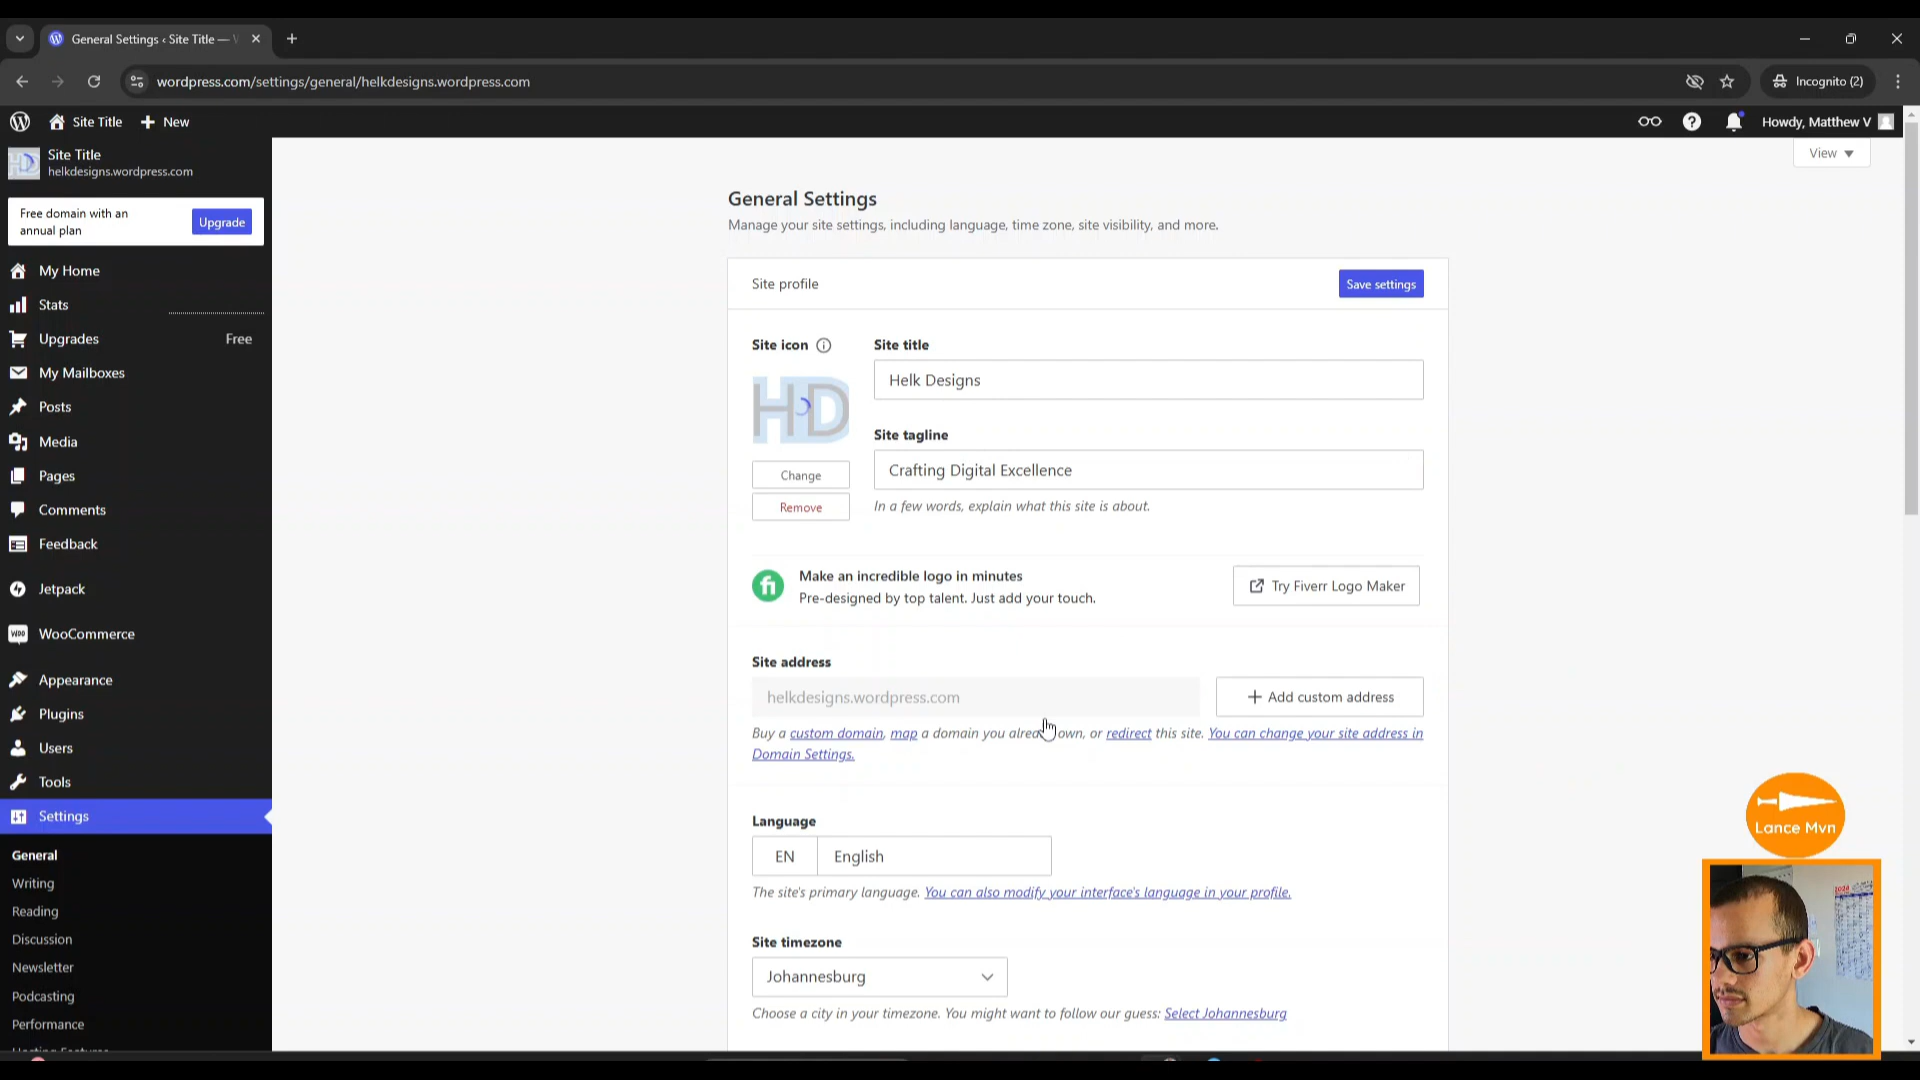 General Settings ‹ Site Title —
wordpress.com/settings/general/helkdesigns.wordpress.com
Incognito (2)
Site Title
New
Howdy, Matthew V
Site Title
helkdesigns.wordpress.com
View
Free domain with an
annual plan
Upgrade
My Home
Stats
Upgrades
Free
My Mailboxes
Posts
Media
Pages
Comments
Feedback
Jetpack
WooCommerce
Appearance
Plugins
Users
Tools
Settings
General
Writing
Reading
Discussion
Newsletter
Podcasting
Performance
General Settings
Manage your site settings, including language, time zone, site visibility, and more.
Site profile
Save settings
Site icon
HD
Change
Remove
Site title
Helk Designs
Site tagline
Crafting Digital Excellence
In a few words, explain what this site is about.
fi
Make an incredible logo in minutes
Pre-designed by top talent. Just add your touch.
Try Fiverr Logo Maker
Site address
helkdesigns.wordpress.com
Add custom address
Buy a custom domain, map a domain you already own, or redirect this site. You can change your site address in
Domain Settings.
Language
EN
English
The site's primary language. You can also modify your interface's language in your profile.
Site timezone
Johannesburg
Choose a city in your timezone. You might want to follow our guess: Select Johannesburg
Lance Mvn